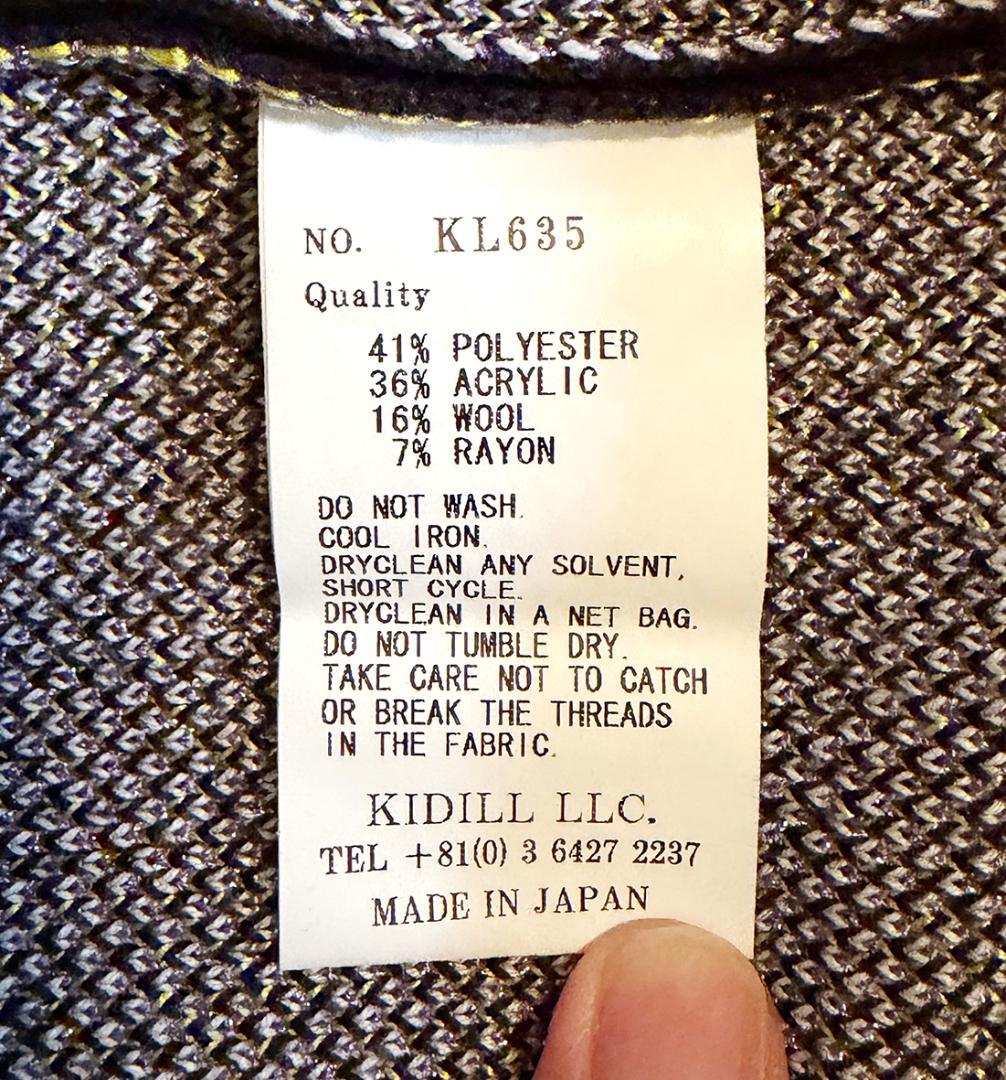 NO. KL635
Quality
41% POLYESTER
36% ACRYLIC
16% WOOL
7% RAYON
DO NOT WASH.
COOL IRON.
DRYCLEAN ANY SOLVENT,
SHORT CYCLE.
DRYCLEAN IN A NET BAG.
DO NOT TUMBLE DRY.
TAKE CARE NOT TO CATCH
OR BREAK THE THREADS
IN THE FABRIC.
KIDILL LLC.
TEL +81(0) 3 6427 2237
MADE IN JAPAN